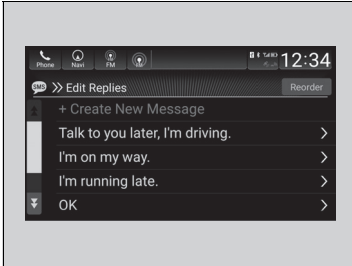 Phone
Navi
FM
12:34
SMS
Edit Replies
Reorder
+ Create New Message
Talk to you later, I'm driving.
I'm on my way.
I'm running late.
OK